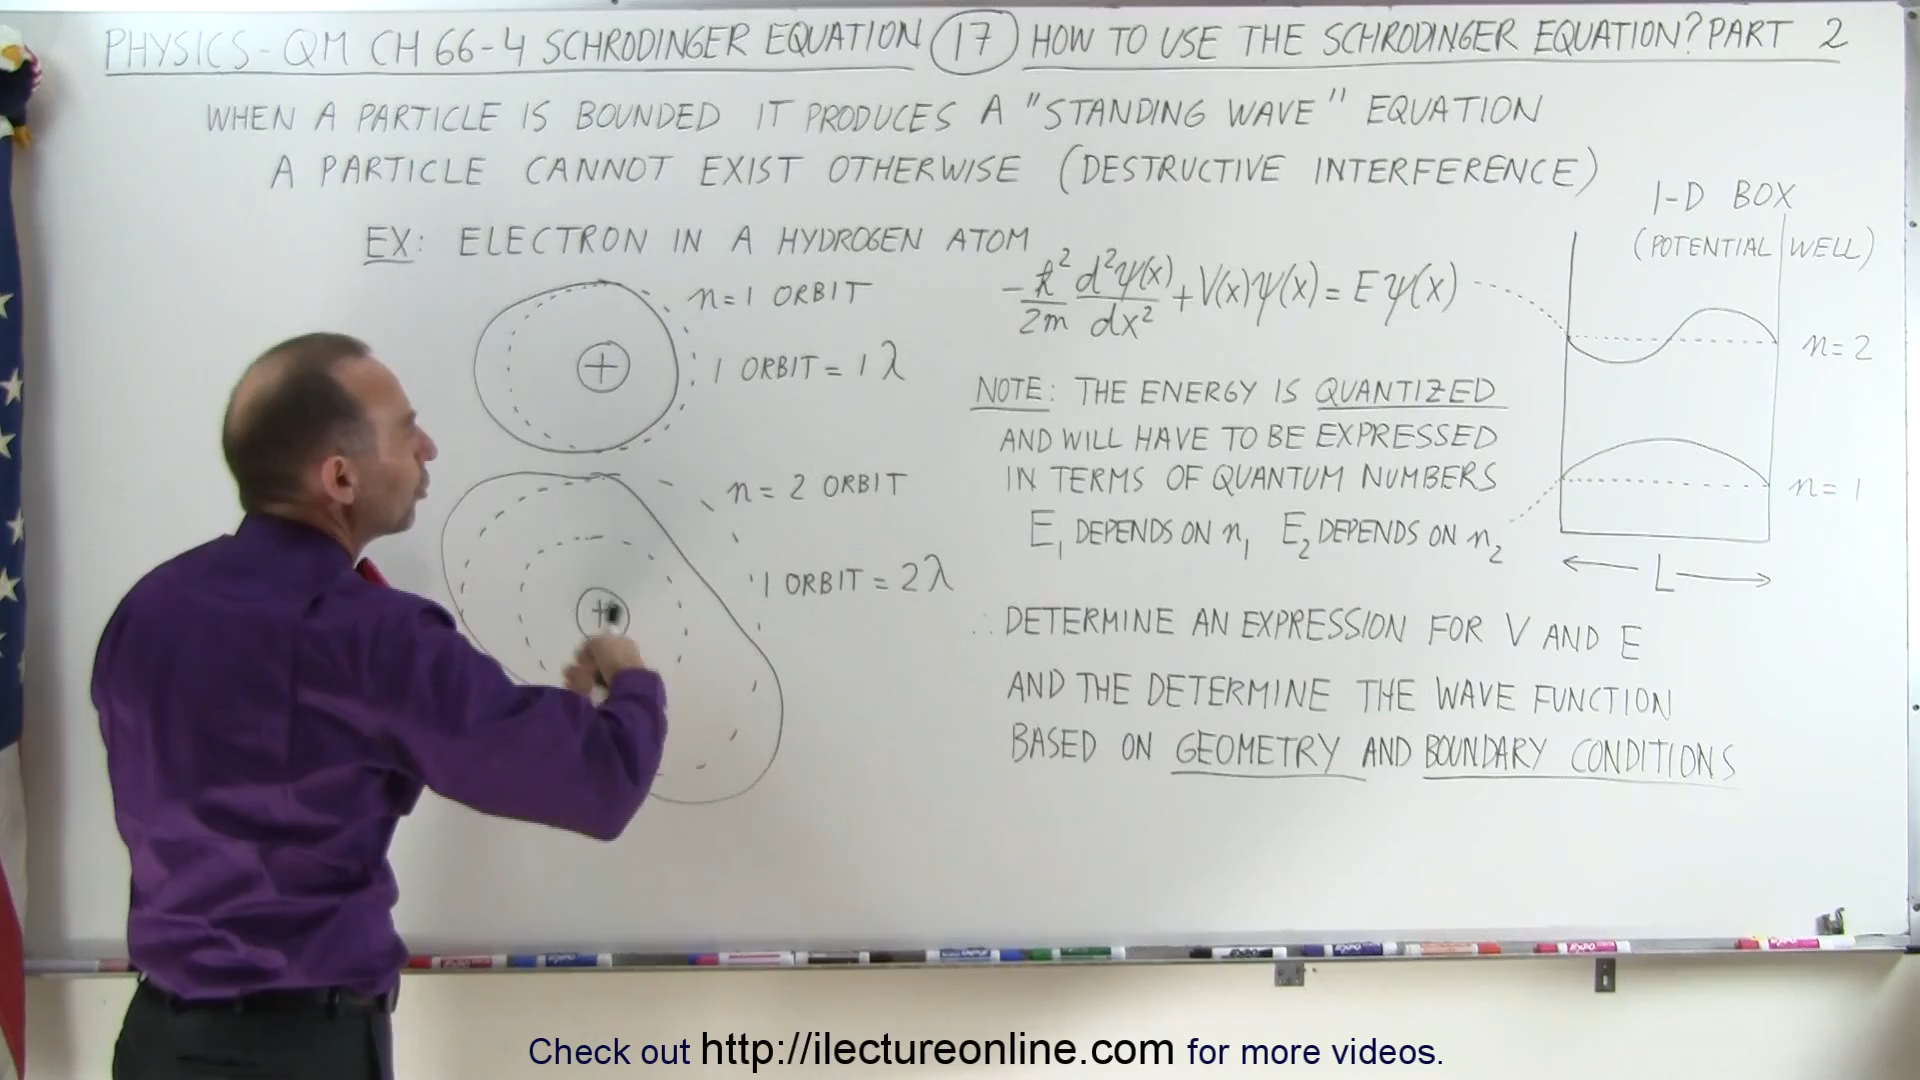 PHYSICS - QM CH 66-4 SCHRODINGER EQUATION 17 HOW TO USE THE SCHRODINGER EQUATION? PART 2
WHEN A PARTICLE IS BOUNDED IT PRODUCES A "STANDING WAVE" EQUATION
A PARTICLE CANNOT EXIST OTHERWISE (DESTRUCTIVE INTERFERENCE)
EX: ELECTRON IN A HYDROGEN ATOM
n=1 ORBIT
+
1 ORBIT = 1λ
n=2 ORBIT
+
1 ORBIT = 2λ
-ħ²/2m d²ψ(x)/dx² + V(x)ψ(x) = Eψ(x)
NOTE: THE ENERGY IS QUANTIZED
AND WILL HAVE TO BE EXPRESSED
IN TERMS OF QUANTUM NUMBERS
E₁ DEPENDS ON n₁ E₂ DEPENDS ON n₂
∴ DETERMINE AN EXPRESSION FOR V AND E
AND THE DETERMINE THE WAVE FUNCTION
BASED ON GEOMETRY AND BOUNDARY CONDITIONS
1-D BOX
(POTENTIAL WELL)
n=2
n=1
L
EXPO
Check out http://ilectureonline.com for more videos.